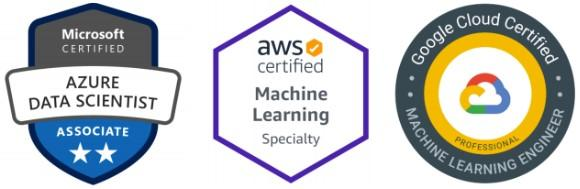 Microsoft
CERTIFIED
AZURE
DATA SCIENTIST
ASSOCIATE
aws
certified
Machine
Learning
Specialty
Google Cloud Certified
PROFESSIONAL
MACHINE LEARNING ENGINEER